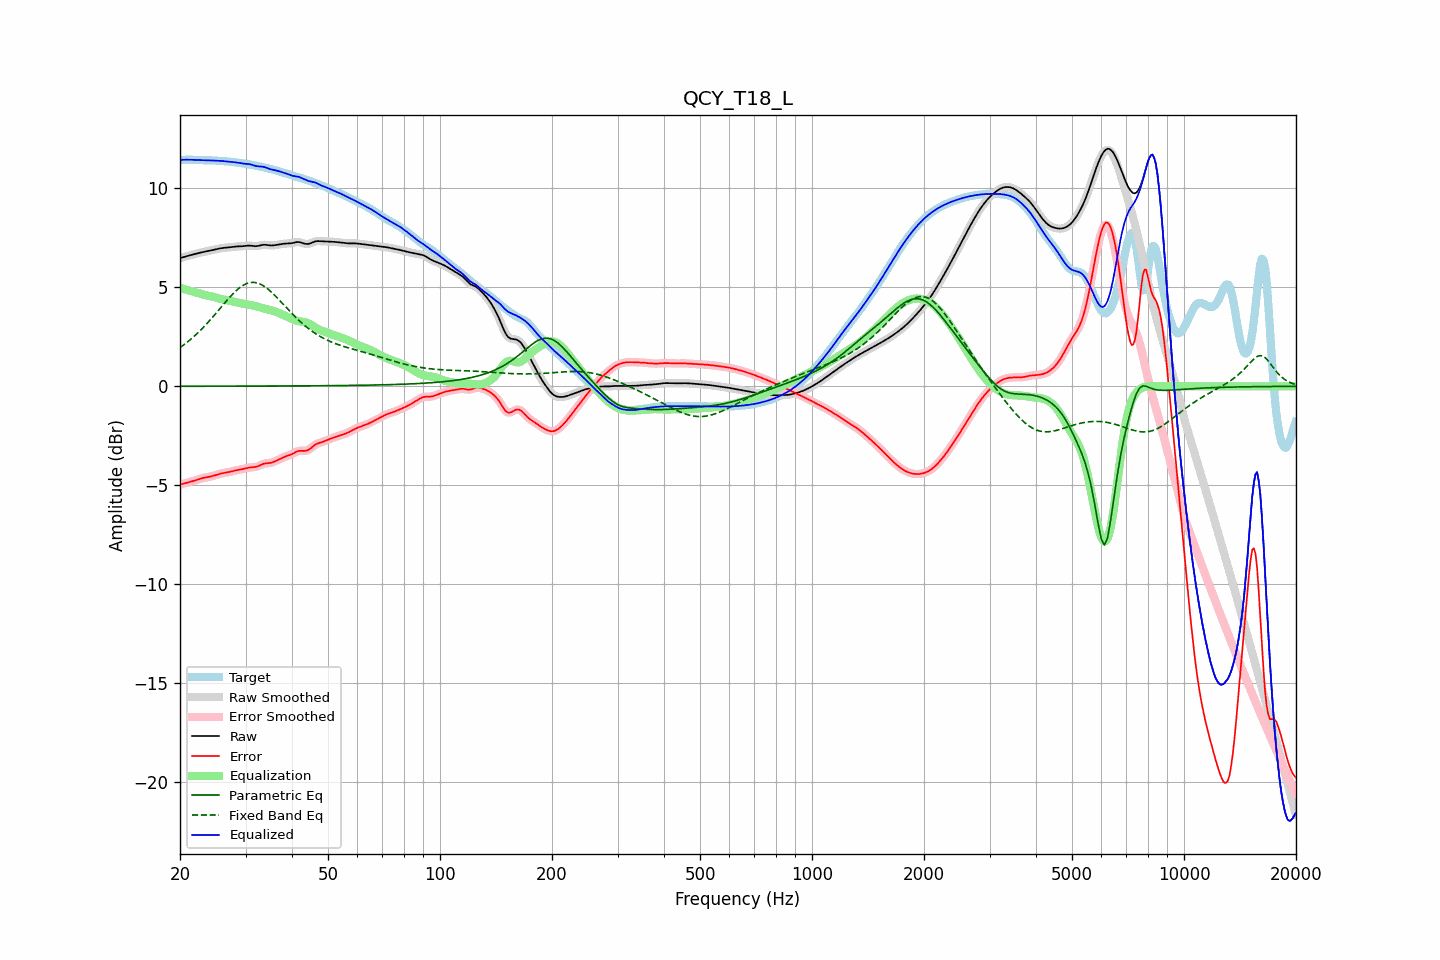 QCY_T18_L
Amplitude (dBr)
10
5
0
−5
−10
−15
−20
Target
Raw Smoothed
Error Smoothed
Raw
Error
Equalization
Parametric Eq
Fixed Band Eq
Equalized
20 50 100 200 500 1000 2000 5000 10000 20000
Frequency (Hz)